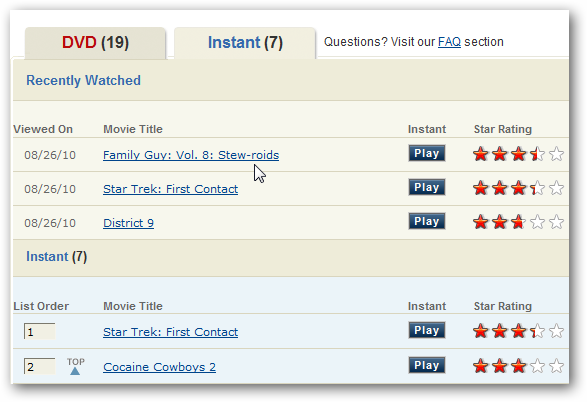 DVD (19) Instant (7) Questions? Visit our FAQ section
Recently Watched
Viewed On Movie Title Instant Star Rating
08/26/10 Family Guy: Vol. 8: Stew-roids Play
08/26/10 Star Trek: First Contact Play
08/26/10 District 9 Play
Instant (7)
List Order Movie Title Instant Star Rating
1 Star Trek: First Contact Play
2 TOP Cocaine Cowboys 2 Play